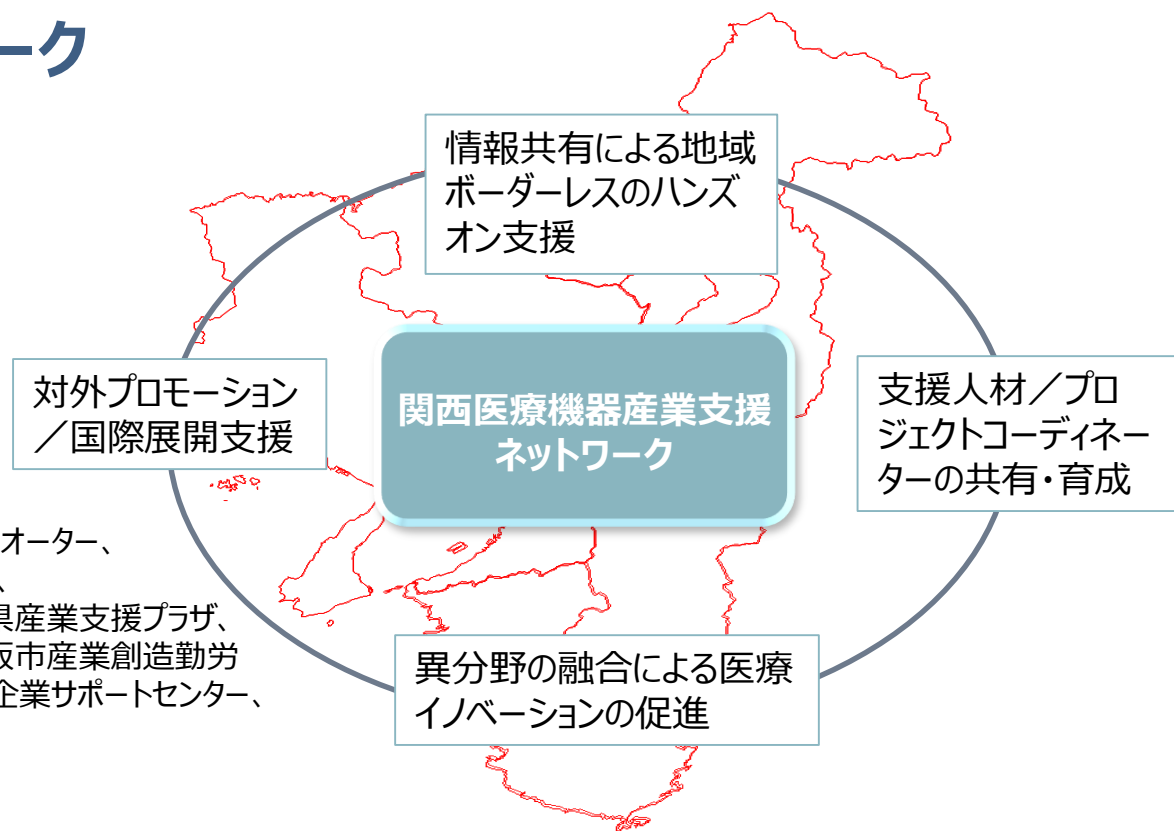 ーク
情報共有による地域
ボーダーレスのハンズ
オン支援
対外プロモーション
／国際展開支援
関西医療機器産業支援
ネットワーク
支援人材／プロ
ジェクトコーディネー
ターの共有・育成
オーター、
、
県産業支援プラザ、
阪市産業創造勤労
企業サポートセンター、
異分野の融合による医療
イノベーションの促進